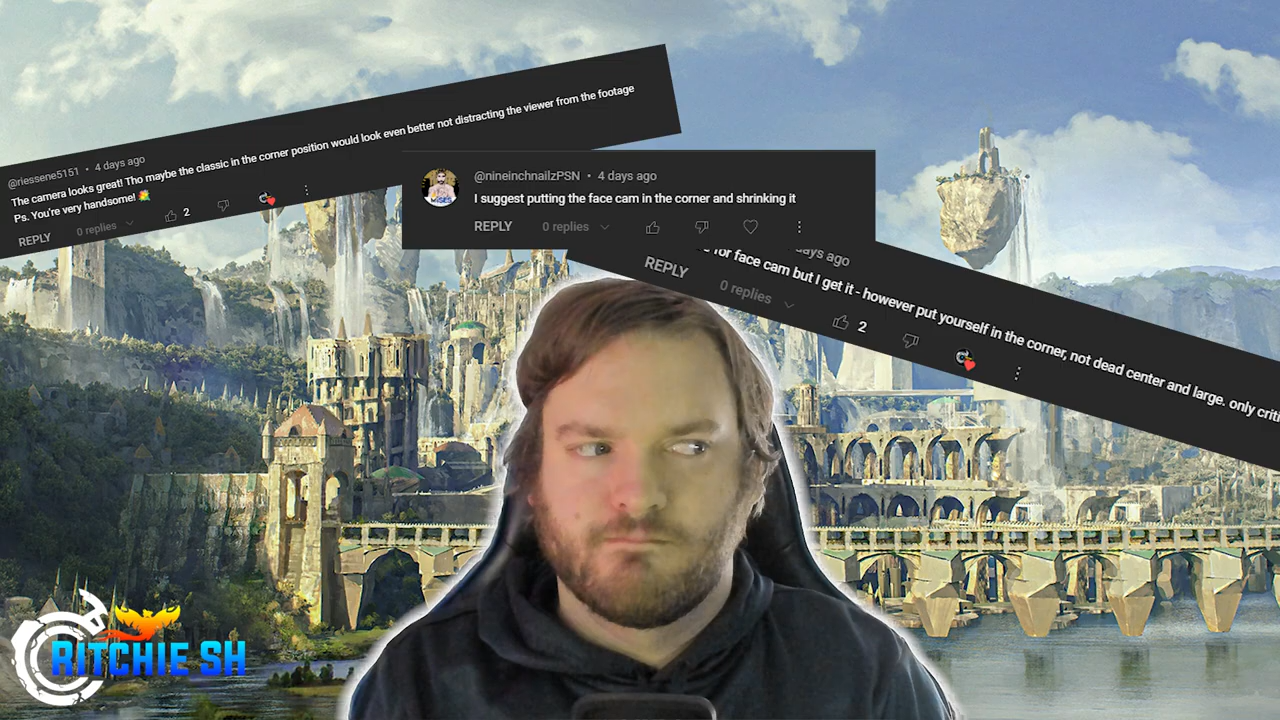 @riessene5151 • 4 days ago
The camera looks great! Tho maybe the classic in the corner position would look even better not distracting the viewer from the footage
Ps. You're very handsome!
2
REPLY 0 replies
@nineinchnailzPSN • 4 days ago
I suggest putting the face cam in the corner and shrinking it
REPLY 0 replies
days ago
for face cam but I get it - however put yourself in the corner, not dead center and large. only criti
2
REPLY 0 replies
RITCHIE SH